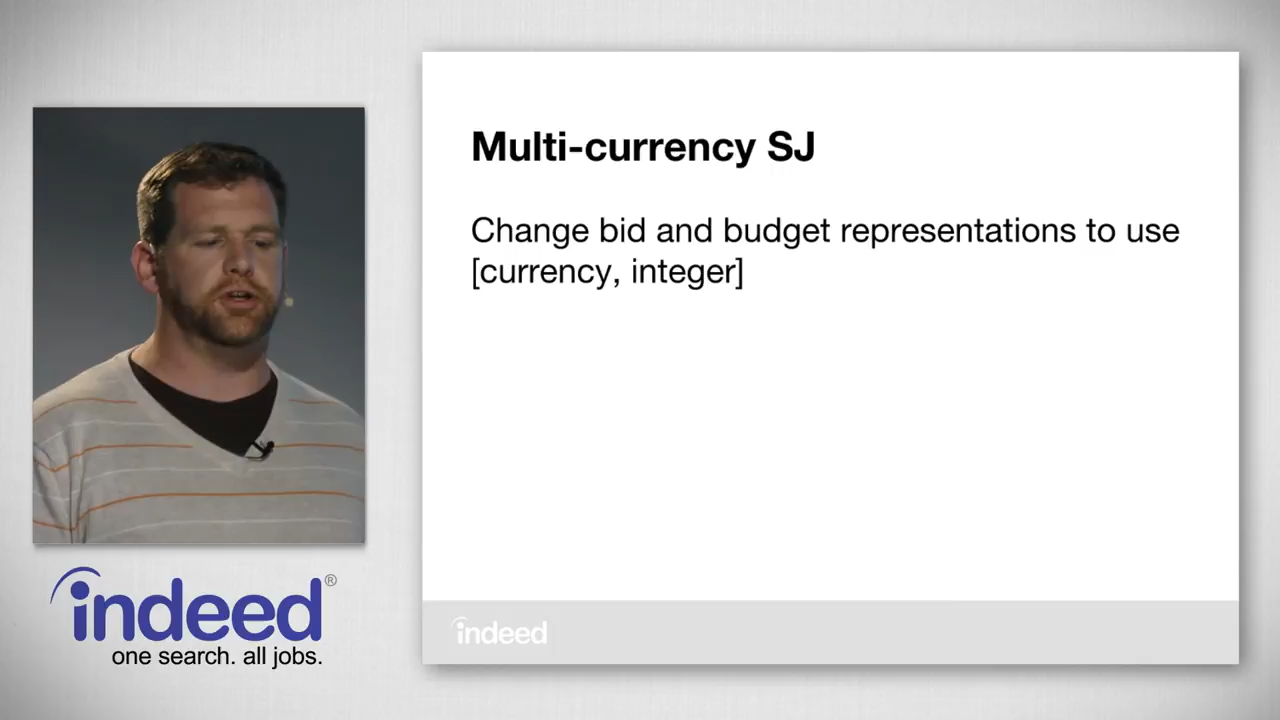 Multi-currency SJ
Change bid and budget representations to use
[currency, integer]
indeed
indeed®
one search. all jobs.